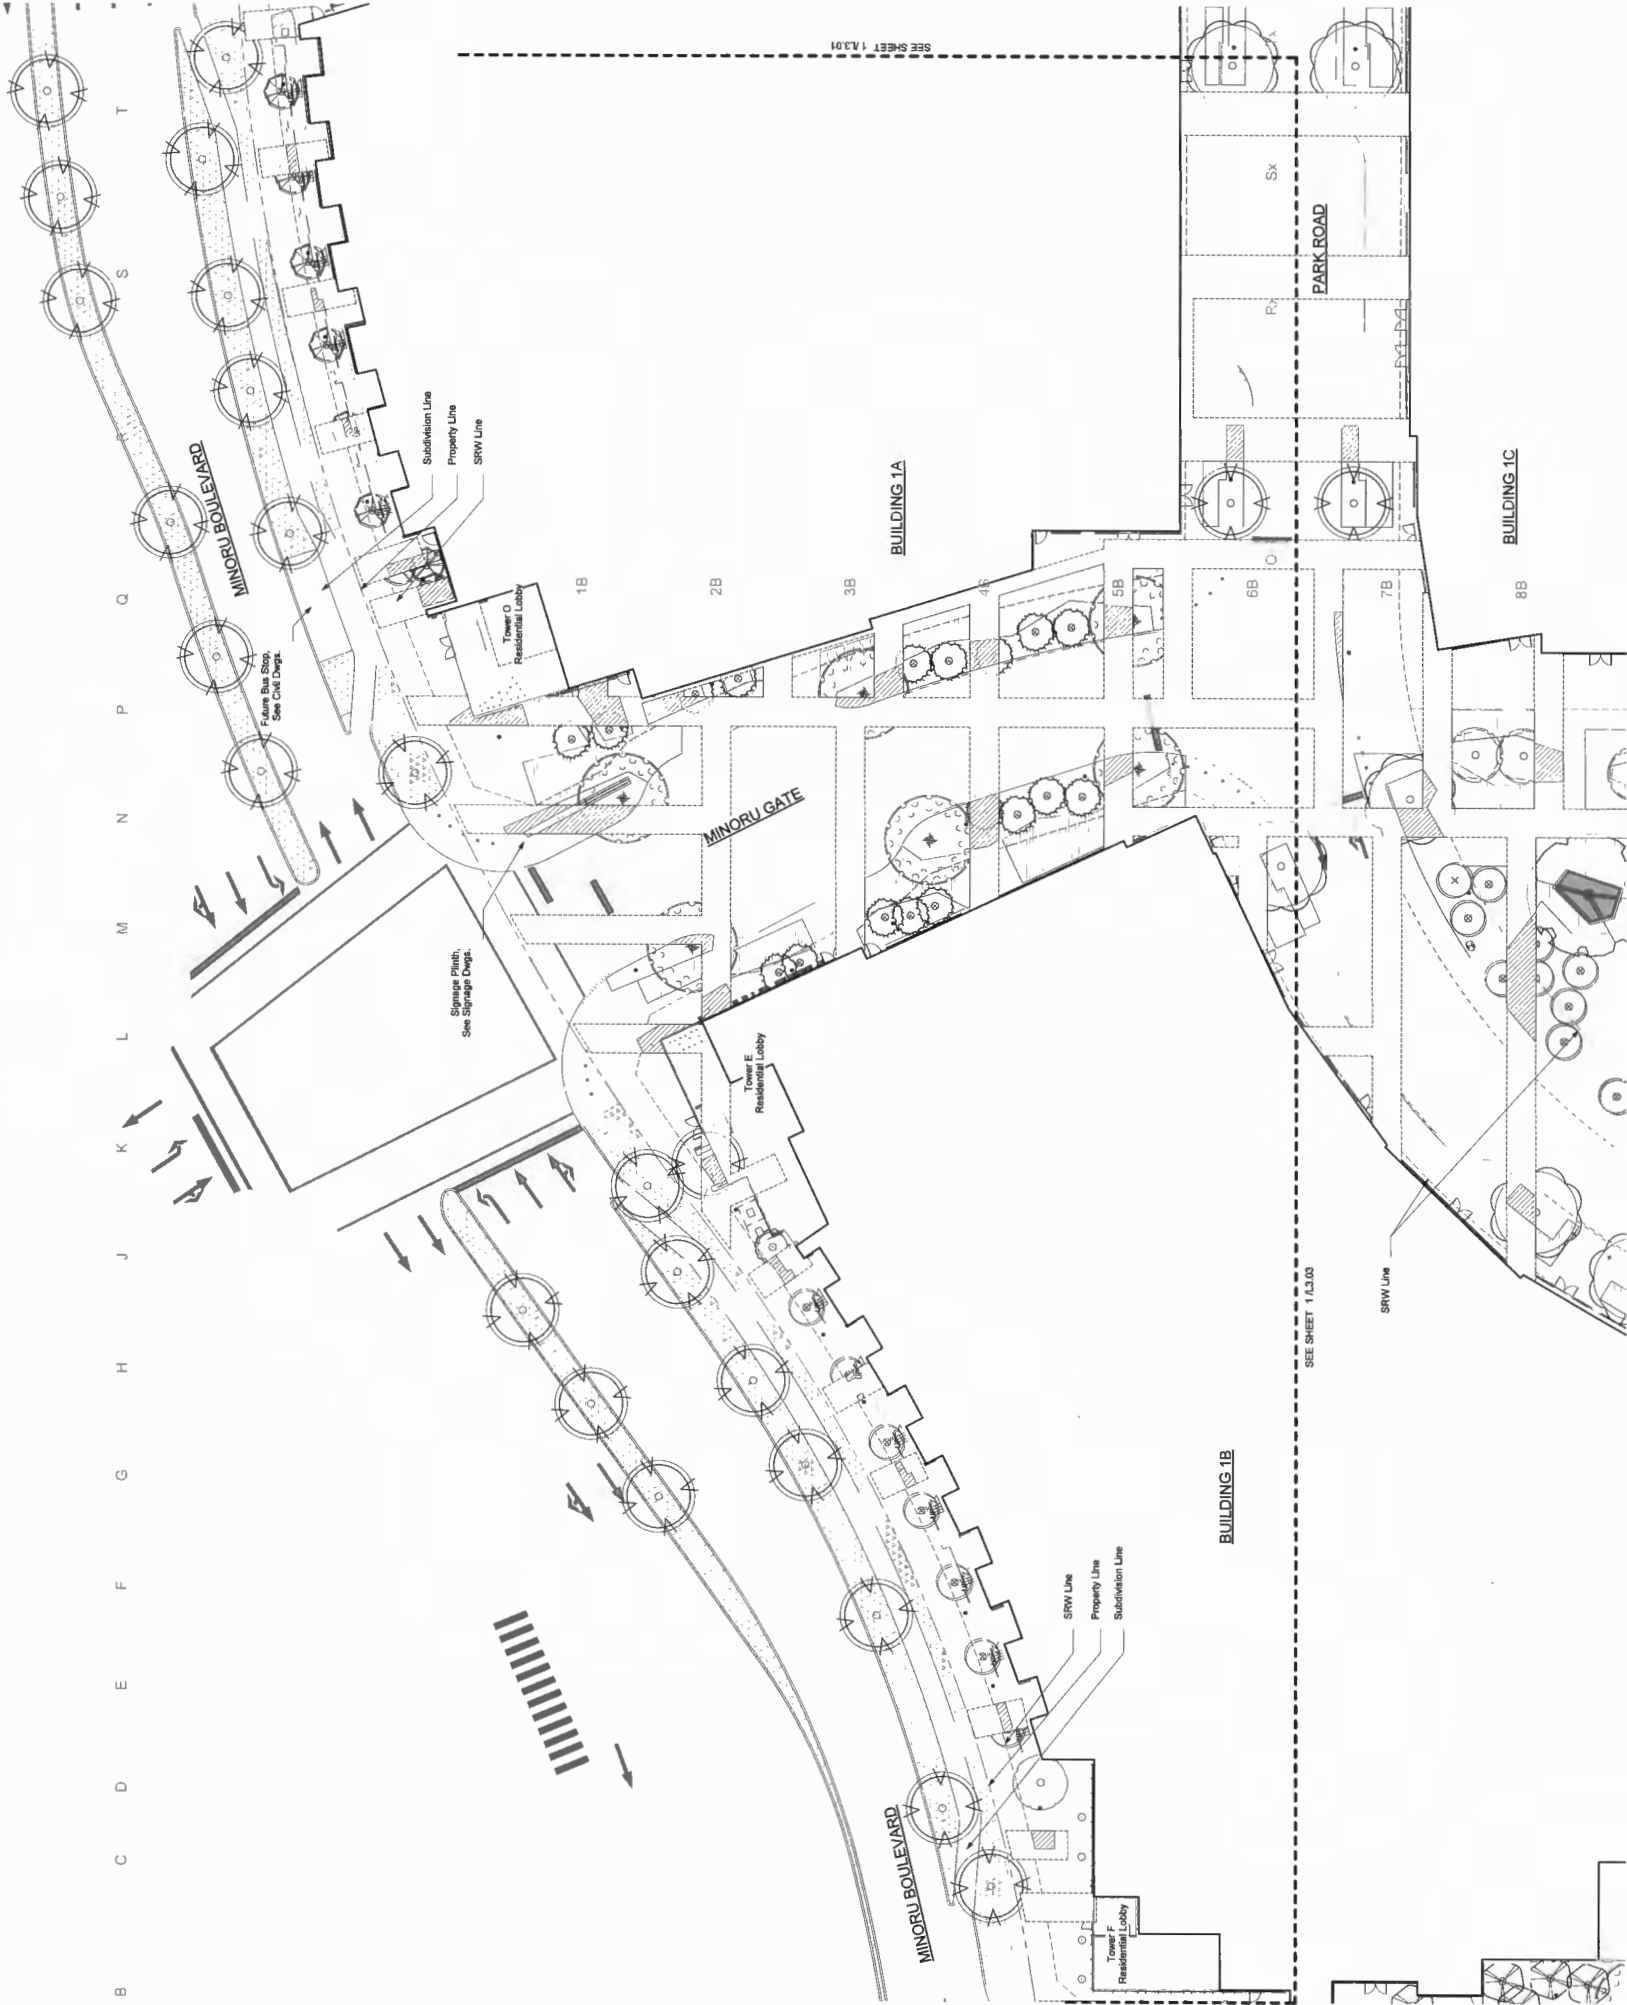 SEE SHEET 1/L3.01
T
Sx
S
PARK ROAD
Rx
R
MINORU BOULEVARD
Subdivision Line
Property Line
SRW Line
BUILDING 1A
BUILDING 1C
Q
Tower O
Residential Lobby
1B
2B
3B
4B
5B
6B
7B
8B
Future Bus Stop,
See Civil Dwgs.
P
N
MINORU GATE
M
Signage Plinth,
See Signage Dwgs.
L
Tower E
Residential Lobby
K
J
SEE SHEET 1/L3.03
SRW Line
H
G
BUILDING 1B
F
SRW Line
Property Line
Subdivision Line
E
D
C
MINORU BOULEVARD
Tower F
Residential Lobby
B